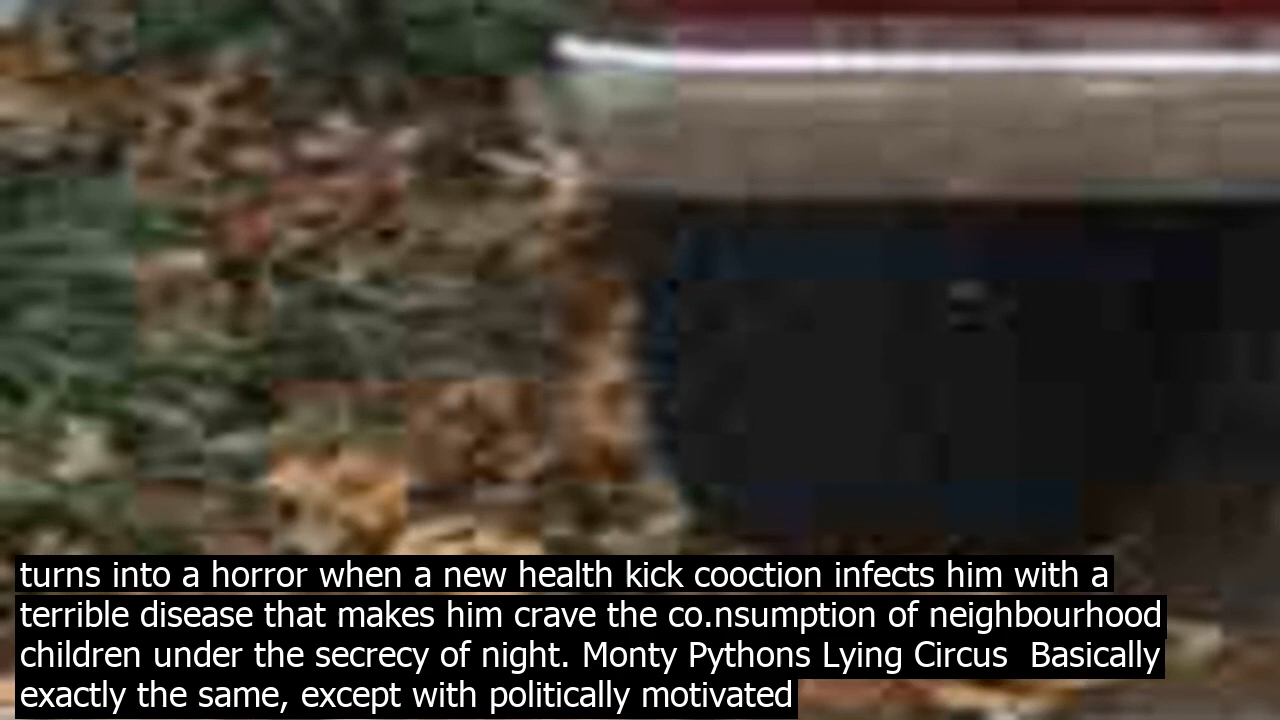 turns into a horror when a new health kick cooction infects him with a
terrible disease that makes him crave the co.nsumption of neighbourhood
children under the secrecy of night. Monty Pythons Lying Circus  Basically
exactly the same, except with politically motivated